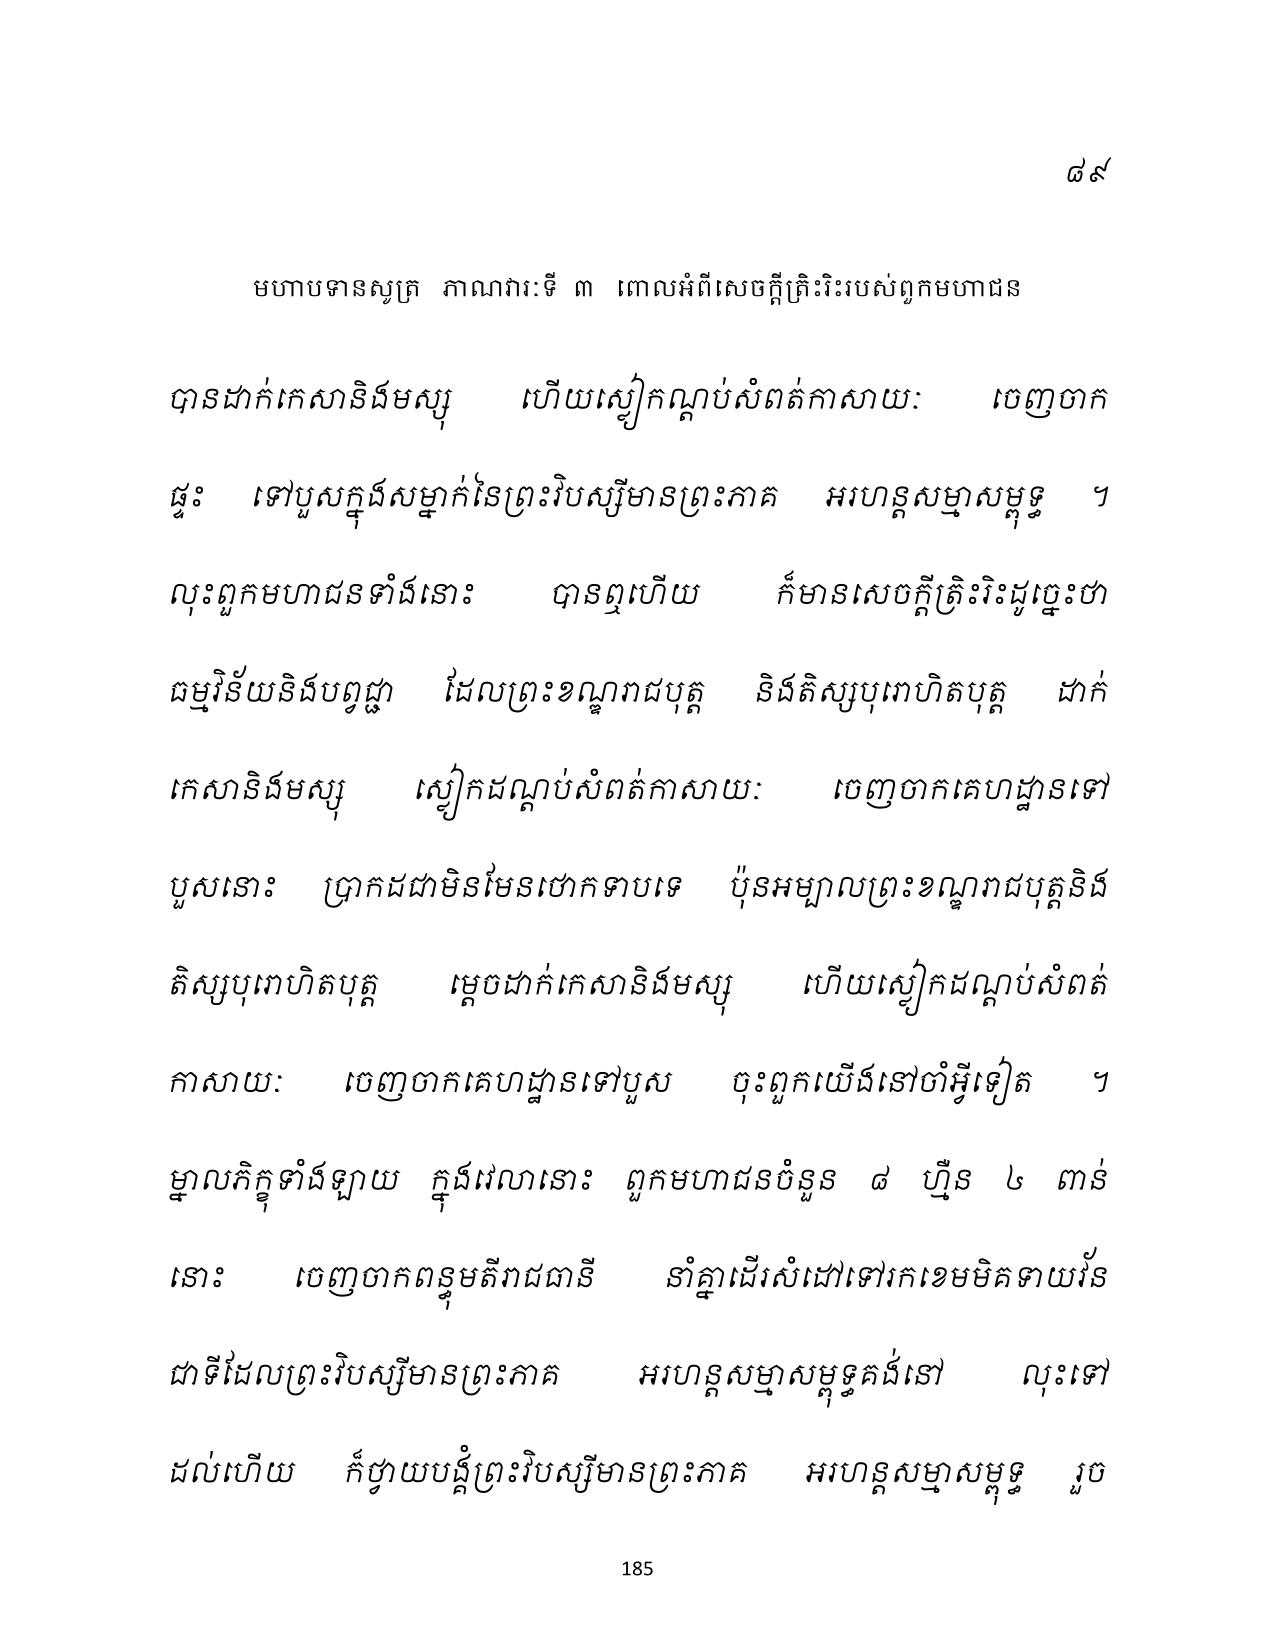 ៨៩
មហាបទានសូត្រ ភាណវារៈទី ៣ ពោលអំពីសេចក្តីត្រិះរិះរបស់ពួកមហាជន
បានដាក់កេសានិងមស្សុ ហើយស្លៀកណ្តប់សំពត់កាសាយៈ ចេញចាក
ផ្ទះ ទៅបួសក្នុងសម្នាក់នៃព្រះវិបស្សីមានព្រះភាគ អរហន្តសម្មាសម្ពុទ្ធ ។
លុះពួកមហាជនទាំងនោះ បានឮហើយ ក៏មានសេចក្តីត្រិះរិះដូច្នេះថា
ធម្មវិន័យនិងបព្វជ្ជា ដែលព្រះខណ្ឌរាជបុត្ត និងតិស្សបុរោហិតបុត្ត ដាក់
កេសានិងមស្សុ ស្លៀកដណ្តប់សំពត់កាសាយៈ ចេញចាកគេហដ្ឋានទៅ
បួសនោះ ប្រាកដជាមិនមែនថោកទាបទេ ប៉ុនអម្បាលព្រះខណ្ឌរាជបុត្តនិង
តិស្សបុរោហិតបុត្ត ម្តេចដាក់កេសានិងមស្សុ ហើយស្លៀកដណ្តប់សំពត់
កាសាយៈ ចេញចាកគេហដ្ឋានទៅបួស ចុះពួកយើងនៅចាំអ្វីទៀត ។
ម្នាលភិក្ខុទាំងឡាយ ក្នុងវេលានោះ ពួកមហាជនចំនួន ៨ ហ្មឺន ៤ ពាន់
នោះ ចេញចាកពន្ធុមតីរាជធានី នាំគ្នាដើរសំដៅទៅរកខេមមិគទាយវ័ន
ជាទីដែលព្រះវិបស្សីមានព្រះភាគ អរហន្តសម្មាសម្ពុទ្ធគង់នៅ លុះទៅ
ដល់ហើយ ក៏ថ្វាយបង្គំព្រះវិបស្សីមានព្រះភាគ អរហន្តសម្មាសម្ពុទ្ធ រួច
185